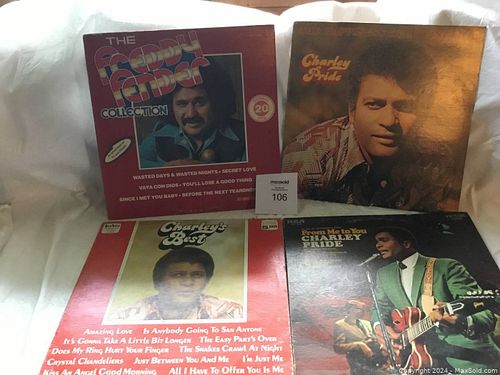 THE
Freddy
Fender
COLLECTION
20
WASTED DAYS & WASTED NIGHTS • SECRET LOVE
VAYA CON DIOS • YOU'LL LOSE A GOOD THING
SINCE I MET YOU BABY • BEFORE THE NEXT TEARDROP
Charley
Pride
maxsold
106
Charley's
Best
AMAZING LOVE IS ANYBODY GOING TO SAN ANTONE
IT'S GONNA TAKE A LITTLE BIT LONGER THE EASY PART'S OVER
DOES MY RING HURT YOUR FINGER THE SNAKES CRAWL AT NIGHT
CRYSTAL CHANDELIERS JUST BETWEEN YOU AND ME I'M JUST ME
KISS AN ANGEL GOOD MORNING ALL I HAVE TO OFFER YOU IS ME
RCA
From Me to You
CHARLEY
PRIDE
Copyright 2024 - MaxSold.com